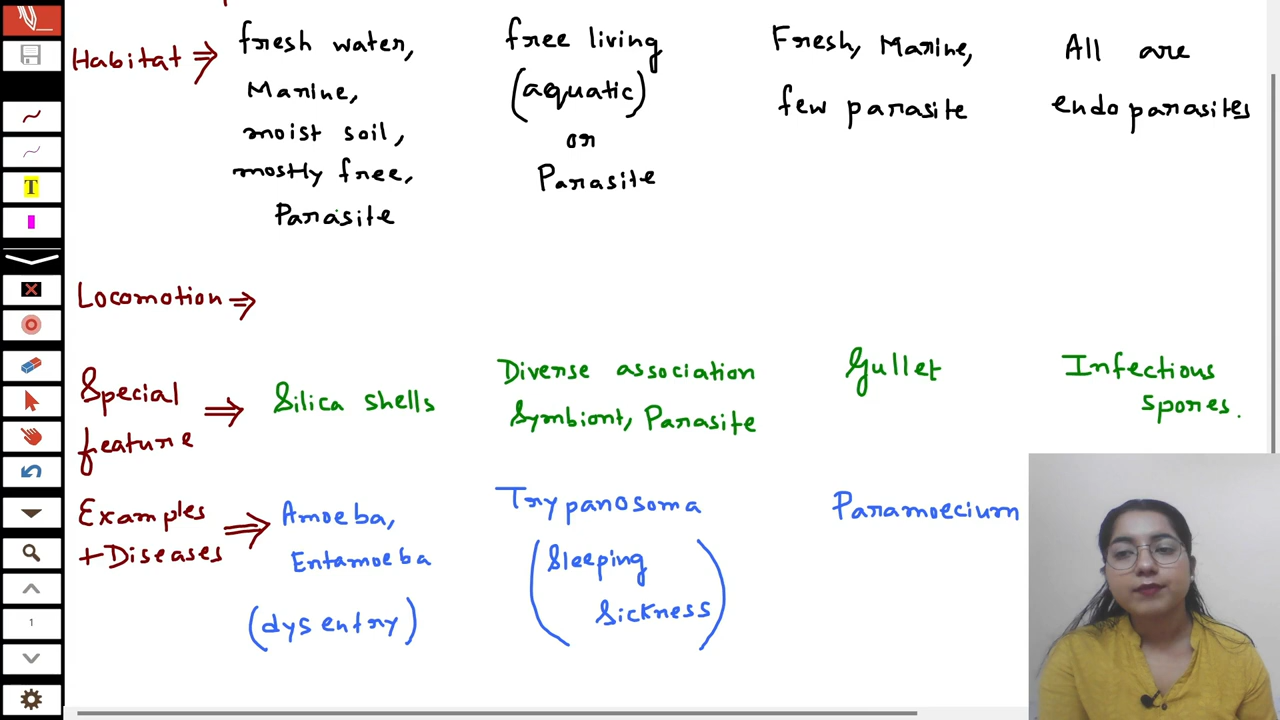 Habitat ⇒ fresh water, free living Fresh, Marine, All are
Marine, (aquatic) few parasite endoparasites
moist soil, or
mostly free, Parasite
Parasite
Locomotion ⇒
Special feature ⇒ Silica shells Diverse association Gullet Infectious
Symbiont, Parasite spores.
Examples ⇒ Amoeba, Trypanosoma Paramoecium
+ Diseases Entamoeba (Sleeping
(dysentry) Sickness)
T
1